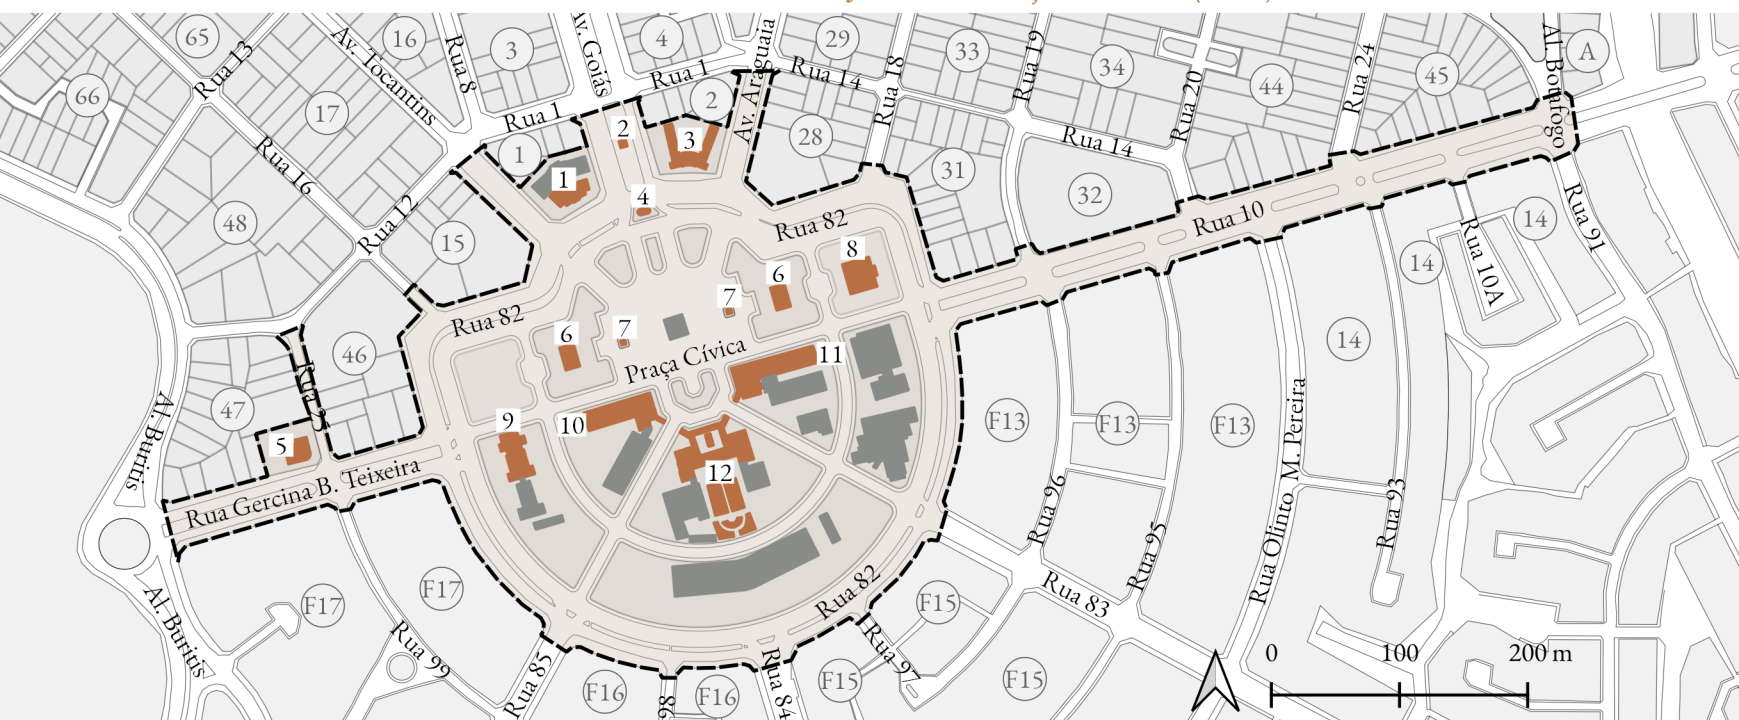 65
Rua 13
Av. Tocantins
16
Rua 8
3
Av. Goiás
4
Av. Araguaia
29
Rua 18
33
Rua 19
34
Rua 20
44
Rua 24
45
Al. Botafogo
A
66
17
Rua 1
Rua 1
2
Rua 14
28
Rua 14
Rua 16
1
1
2
3
31
32
48
Rua 12
15
4
Rua 82
Rua 10
14
Rua 91
14
Rua 10A
8
6
7
Rua 82
6
7
46
Rua 22
47
Praça Cívica
11
14
Al. Buritis
5
9
10
12
F13
F13
F13
Rua Gercina B. Teixeira
Rua 96
Rua 95
Rua Olinto M. Pereira
Rua 93
Al. Buritis
F17
F17
Rua 99
Rua 82
F15
Rua 83
Rua 97
Rua 85
F16
98
F16
Rua 84
F15
F15
0
100
200 m